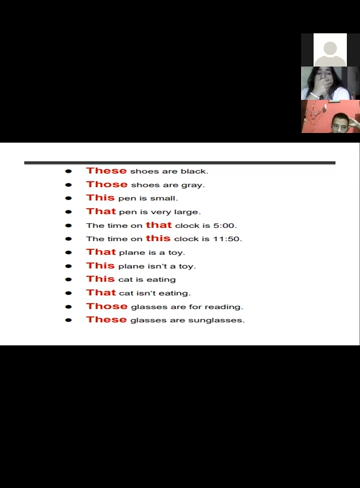 ● These shoes are black.
● Those shoes are gray.
● This pen is small.
● That pen is very large.
● The time on that clock is 5:00.
● The time on this clock is 11:50.
● That plane is a toy.
● This plane isn't a toy.
● This cat is eating
● That cat isn't eating.
● Those glasses are for reading.
● These glasses are sunglasses.